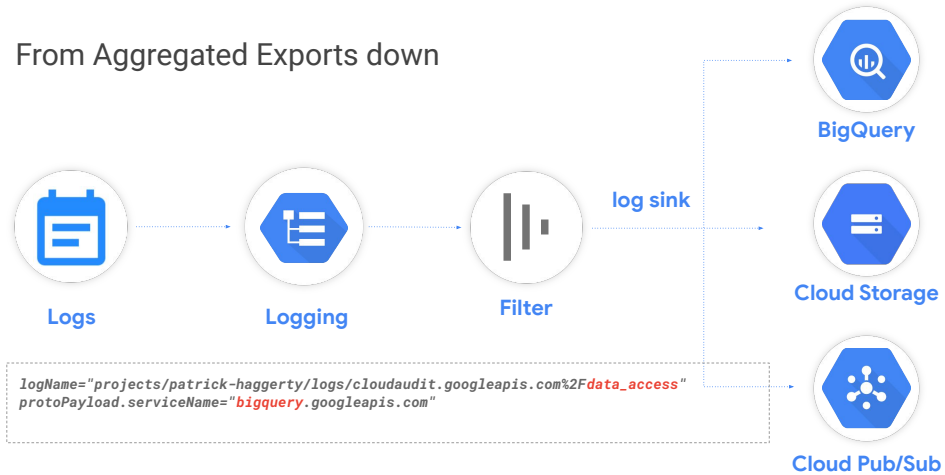 From Aggregated Exports down
BigQuery
log sink
Cloud Storage
Logs
Logging
Filter
logName="projects/patrick-haggerty/logs/cloudaudit.googleapis.com%2Fdata_access"
protoPayload.serviceName="bigquery.googleapis.com"
Cloud Pub/Sub